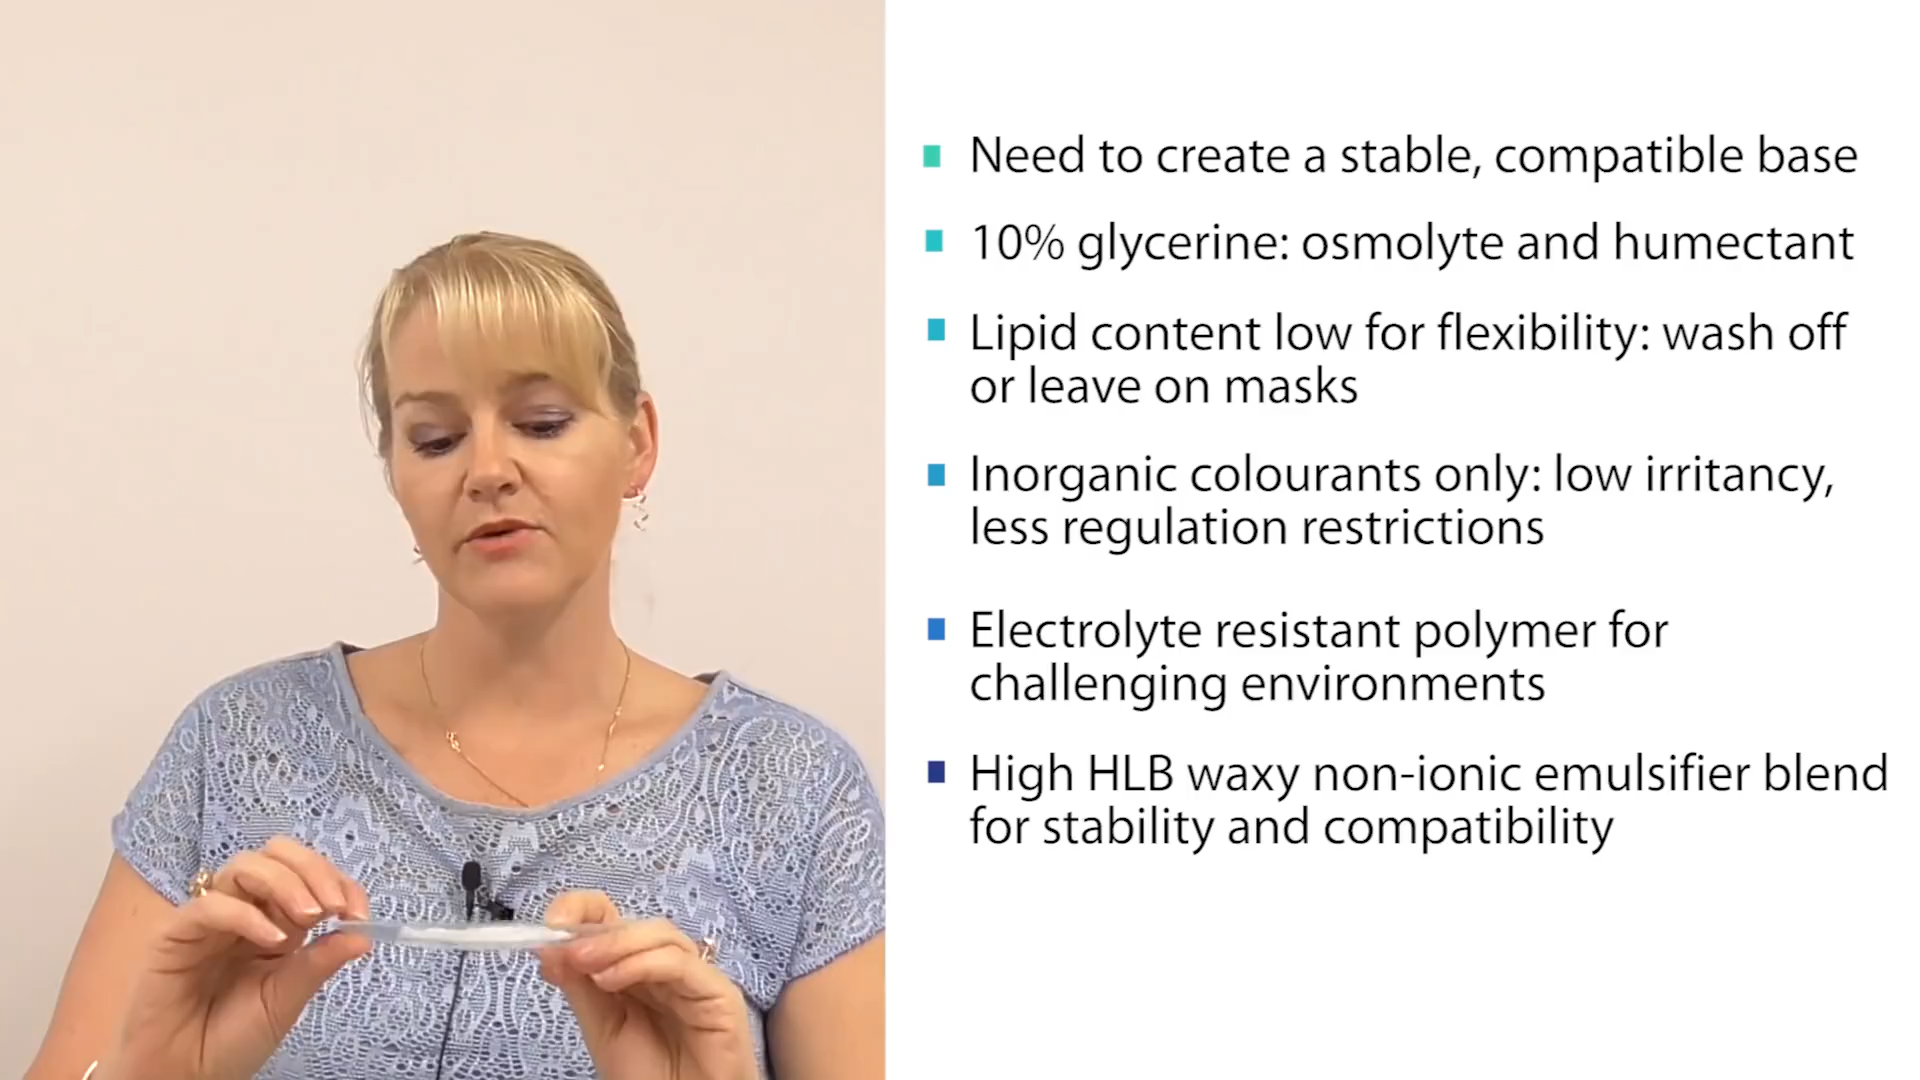 Need to create a stable, compatible base
10% glycerine: osmolyte and humectant
Lipid content low for flexibility: wash off
or leave on masks
Inorganic colourants only: low irritancy,
less regulation restrictions
Electrolyte resistant polymer for
challenging environments
High HLB waxy non-ionic emulsifier blend
for stability and compatibility